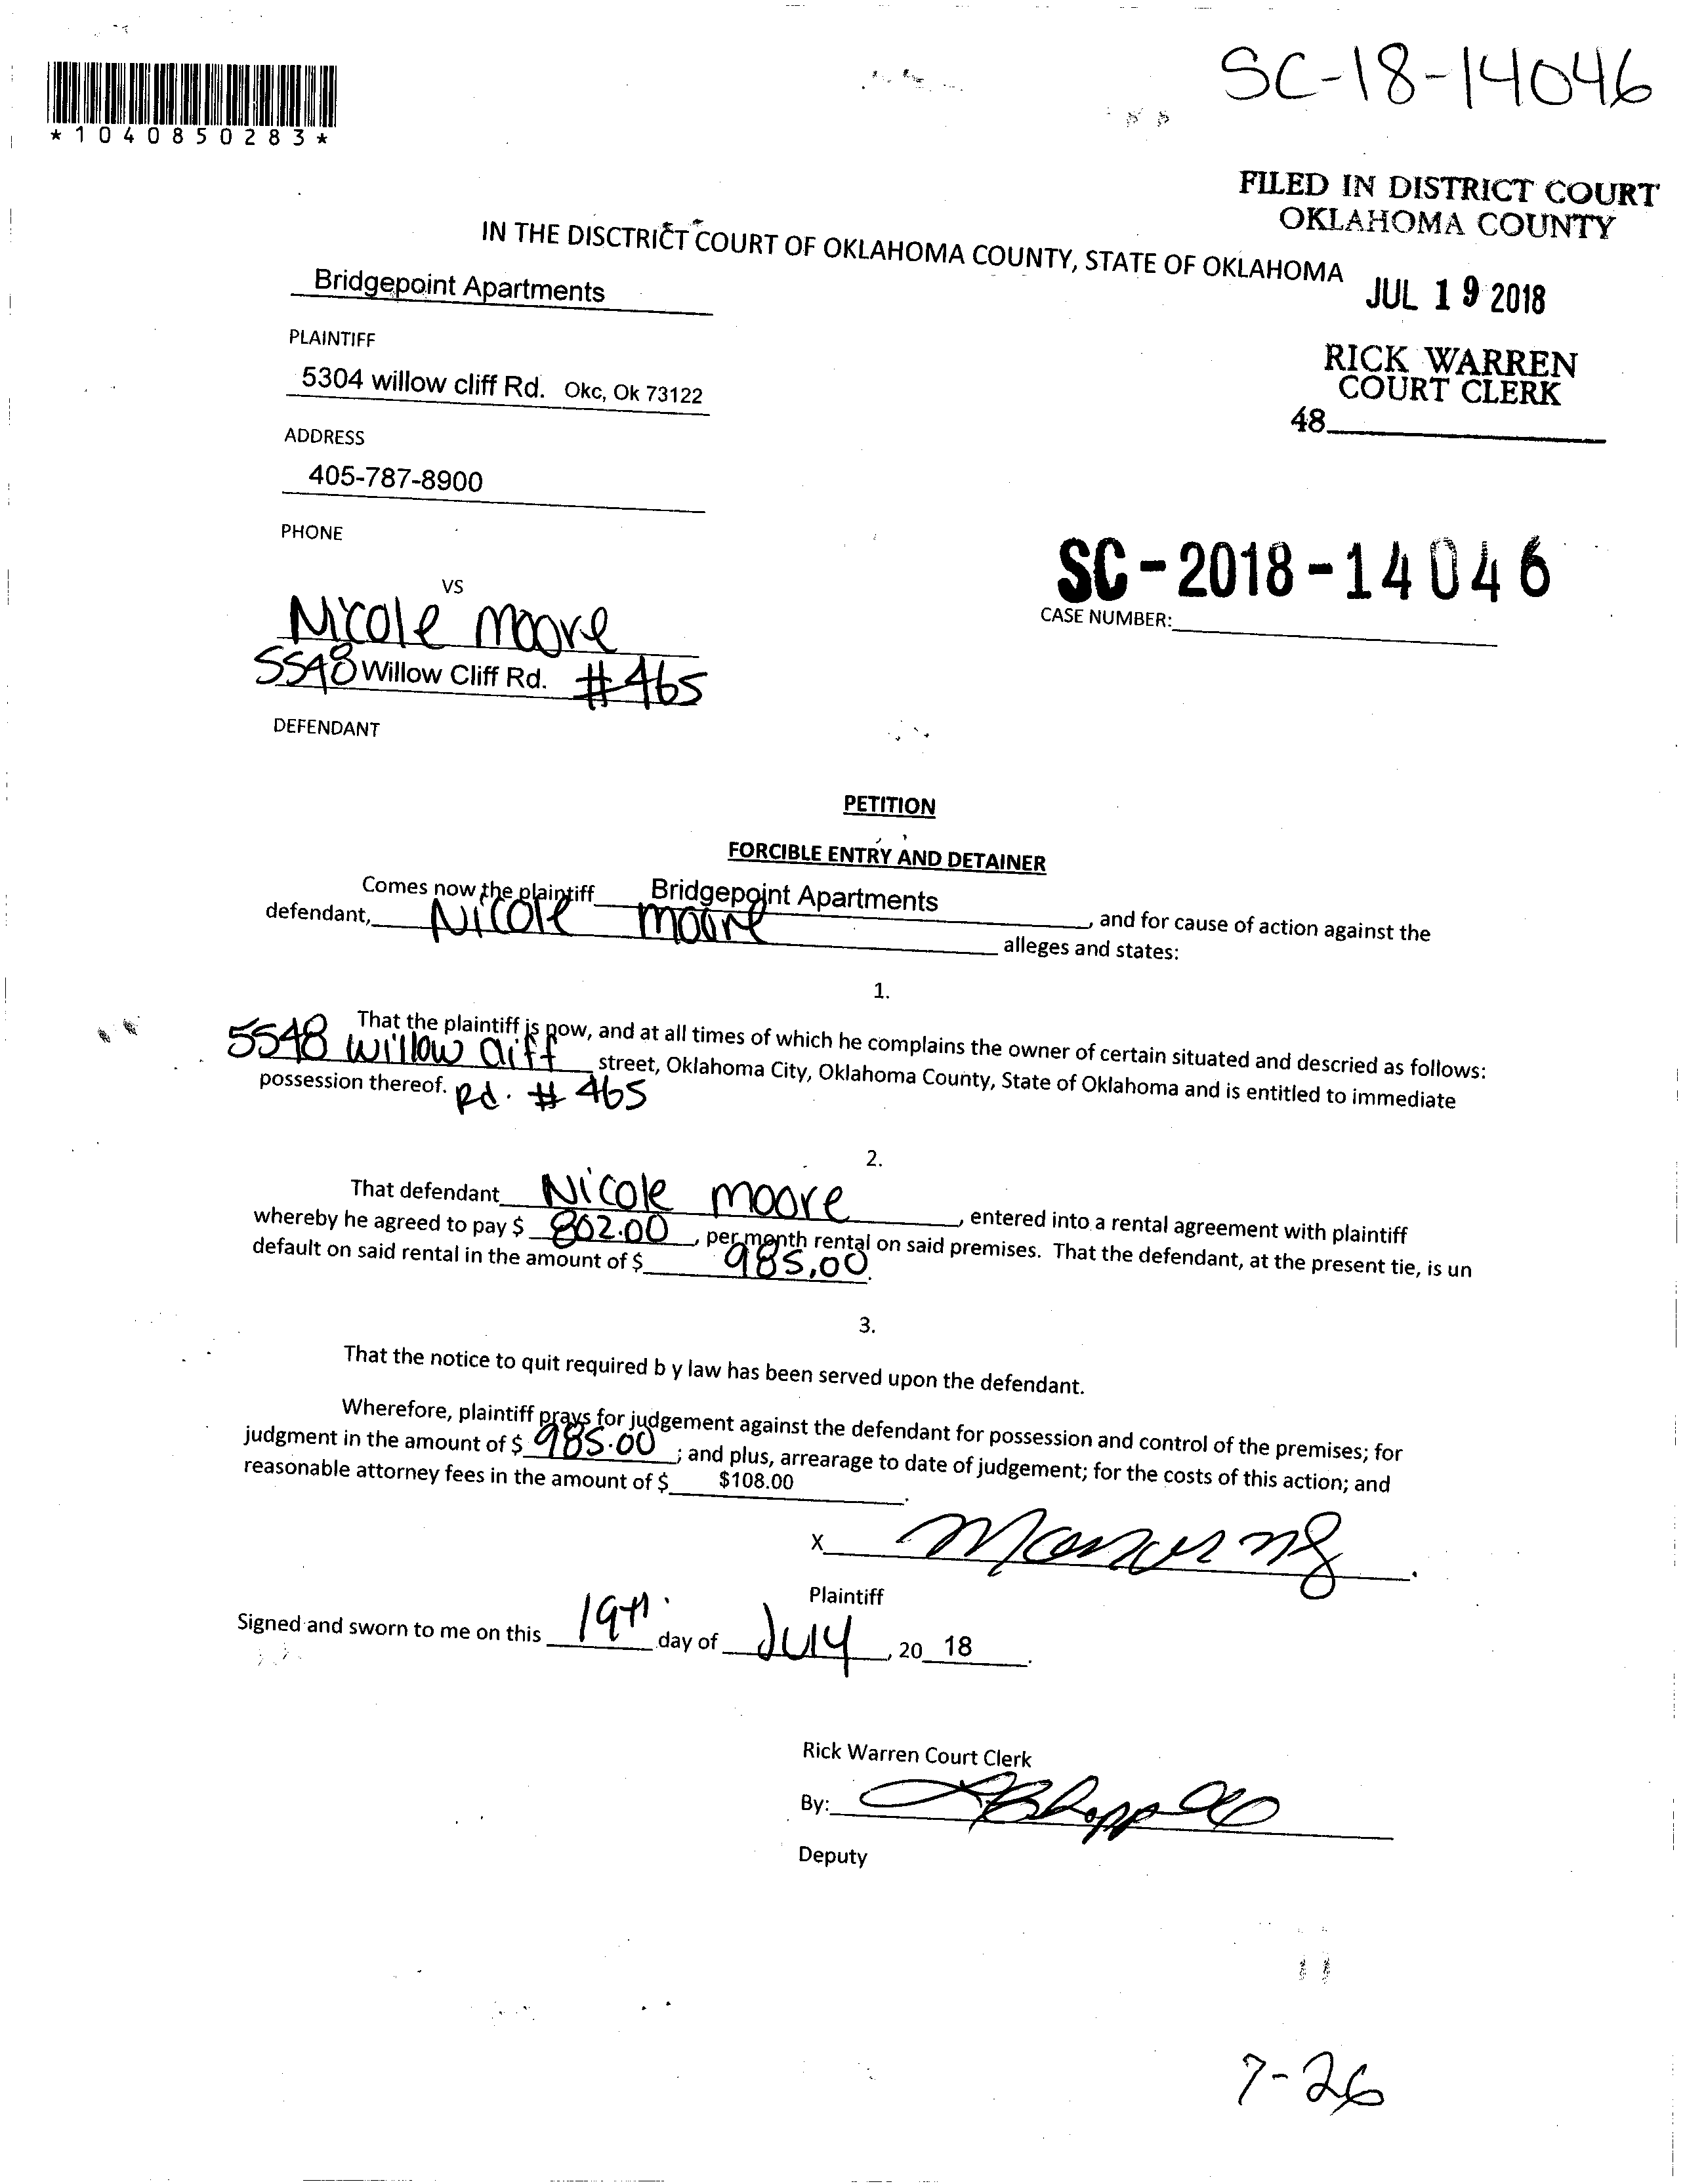 SC-18-14046
*1040850283*
FILED IN DISTRICT COURT
OKLAHOMA COUNTY
IN THE DISCTRICT COURT OF OKLAHOMA COUNTY, STATE OF OKLAHOMA
JUL 19 2018
Bridgepoint Apartments
PLAINTIFF
RICK WARREN
COURT CLERK
5304 willow cliff Rd. Okc, Ok 73122
48
ADDRESS
405-787-8900
PHONE
SC-2018-14046
CASE NUMBER:
VS
Nicole moore
5548 Willow Cliff Rd. #465
DEFENDANT
PETITION
FORCIBLE ENTRY AND DETAINER
Comes now the plaintiff Bridgepoint Apartments, and for cause of action against the
defendant, Nicole moore alleges and states:
1.
That the plaintiff is now, and at all times of which he complains the owner of certain situated and descried as follows:
5548 willow cliff street, Oklahoma City, Oklahoma County, State of Oklahoma and is entitled to immediate
possession thereof. Rd. # 465
2.
That defendant Nicole moore, entered into a rental agreement with plaintiff
whereby he agreed to pay $ 802.00, per month rental on said premises. That the defendant, at the present tie, is un
default on said rental in the amount of $ 985.00.
3.
That the notice to quit required b y law has been served upon the defendant.
Wherefore, plaintiff prays for judgement against the defendant for possession and control of the premises; for
judgment in the amount of $ 985.00; and plus, arrearage to date of judgement; for the costs of this action; and
reasonable attorney fees in the amount of $ $108.00.
X
Plaintiff
Signed and sworn to me on this 19th day of July, 20 18.
Rick Warren Court Clerk
By:
Deputy
7-26